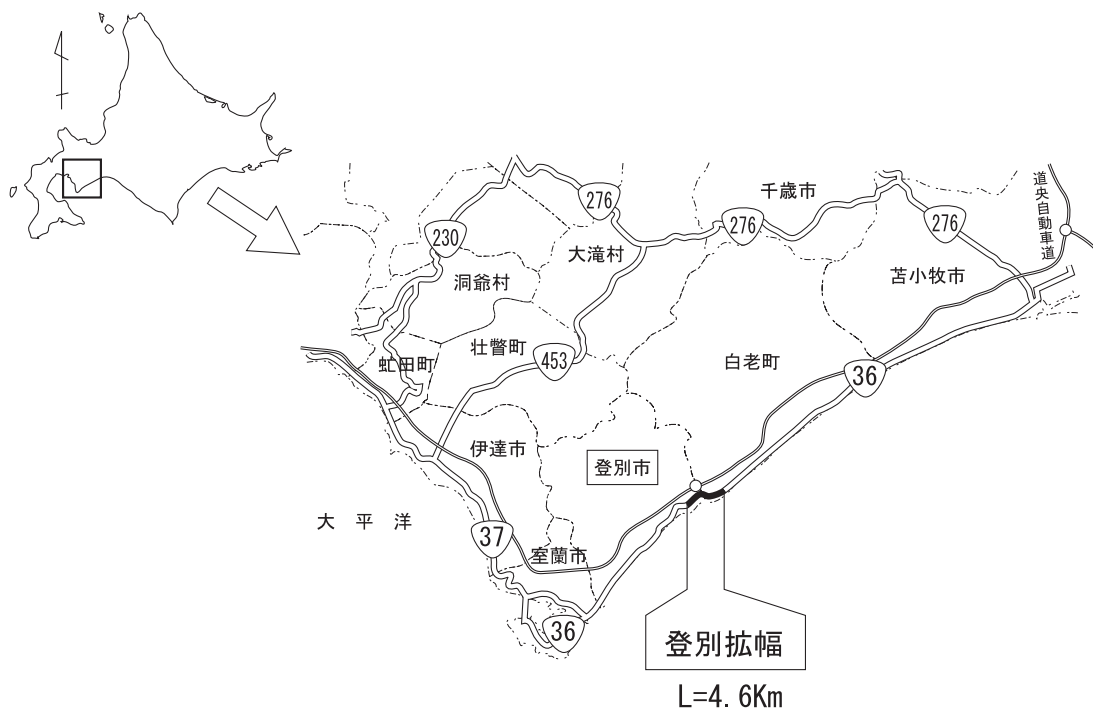 276
千歳市
道央自動車道
230
276
276
大滝村
洞爺村
苫小牧市
壮瞥町
453
虻田町
白老町
36
伊達市
登別市
大平洋
37
室蘭市
36
登別拡幅
L=4.6Km